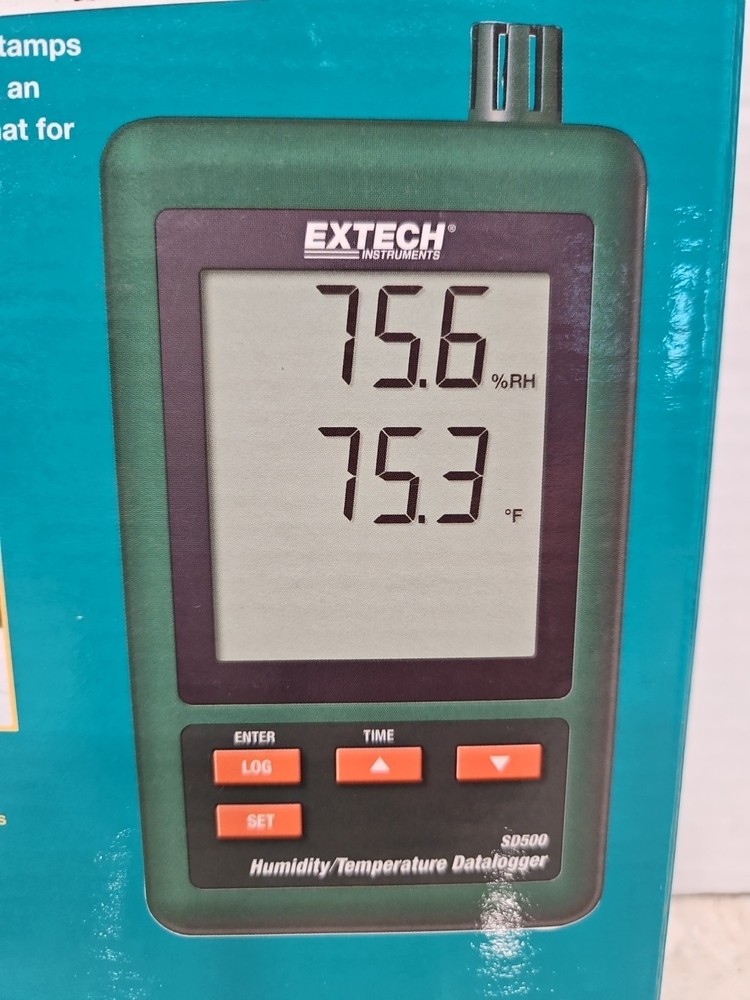 tamps
an
at for
EXTECH®
INSTRUMENTS
75.6 %RH
75.3 °F
ENTER TIME
LOG ▲ ▼
SET
SD500
Humidity/Temperature Datalogger
s